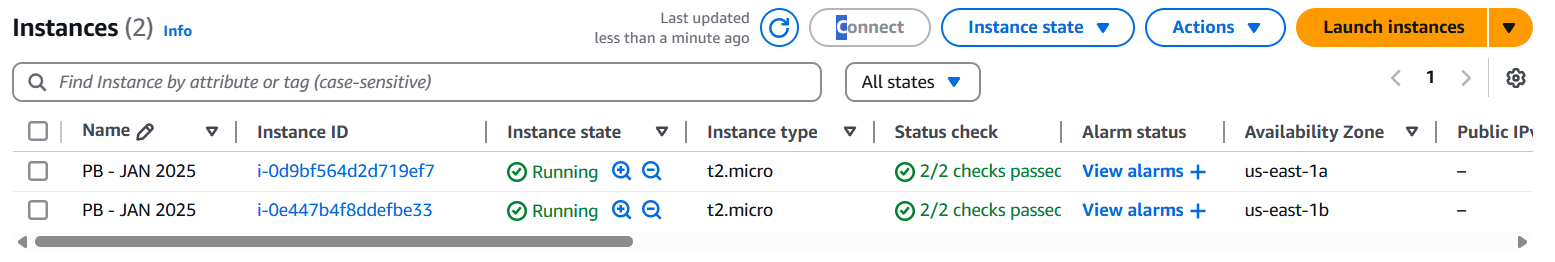 Instances (2) Info
Last updated
less than a minute ago
Connect
Instance state
Actions
Launch instances
Find Instance by attribute or tag (case-sensitive)
All states
1
Name Instance ID Instance state Instance type Status check Alarm status Availability Zone Public IPv
PB - JAN 2025 i-0d9bf564d2d719ef7 Running t2.micro 2/2 checks passed View alarms + us-east-1a –
PB - JAN 2025 i-0e447b4f8ddefbe33 Running t2.micro 2/2 checks passed View alarms + us-east-1b –